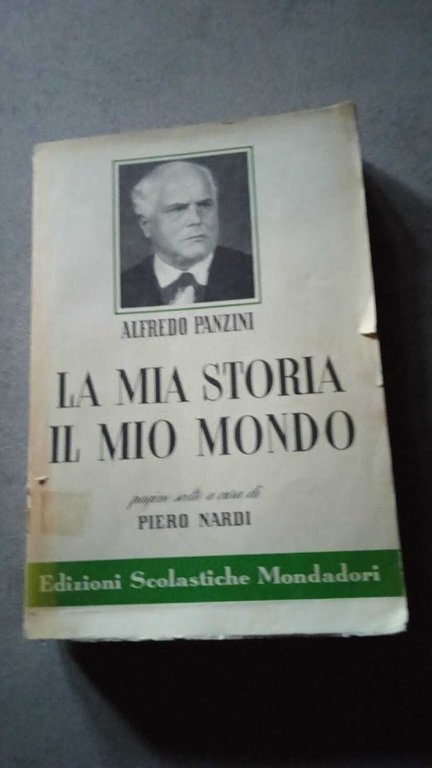 ALFREDO PANZINI
LA MIA STORIA
IL MIO MONDO
pagine scelte a cura di
PIERO NARDI
Edizioni Scolastiche Mondadori